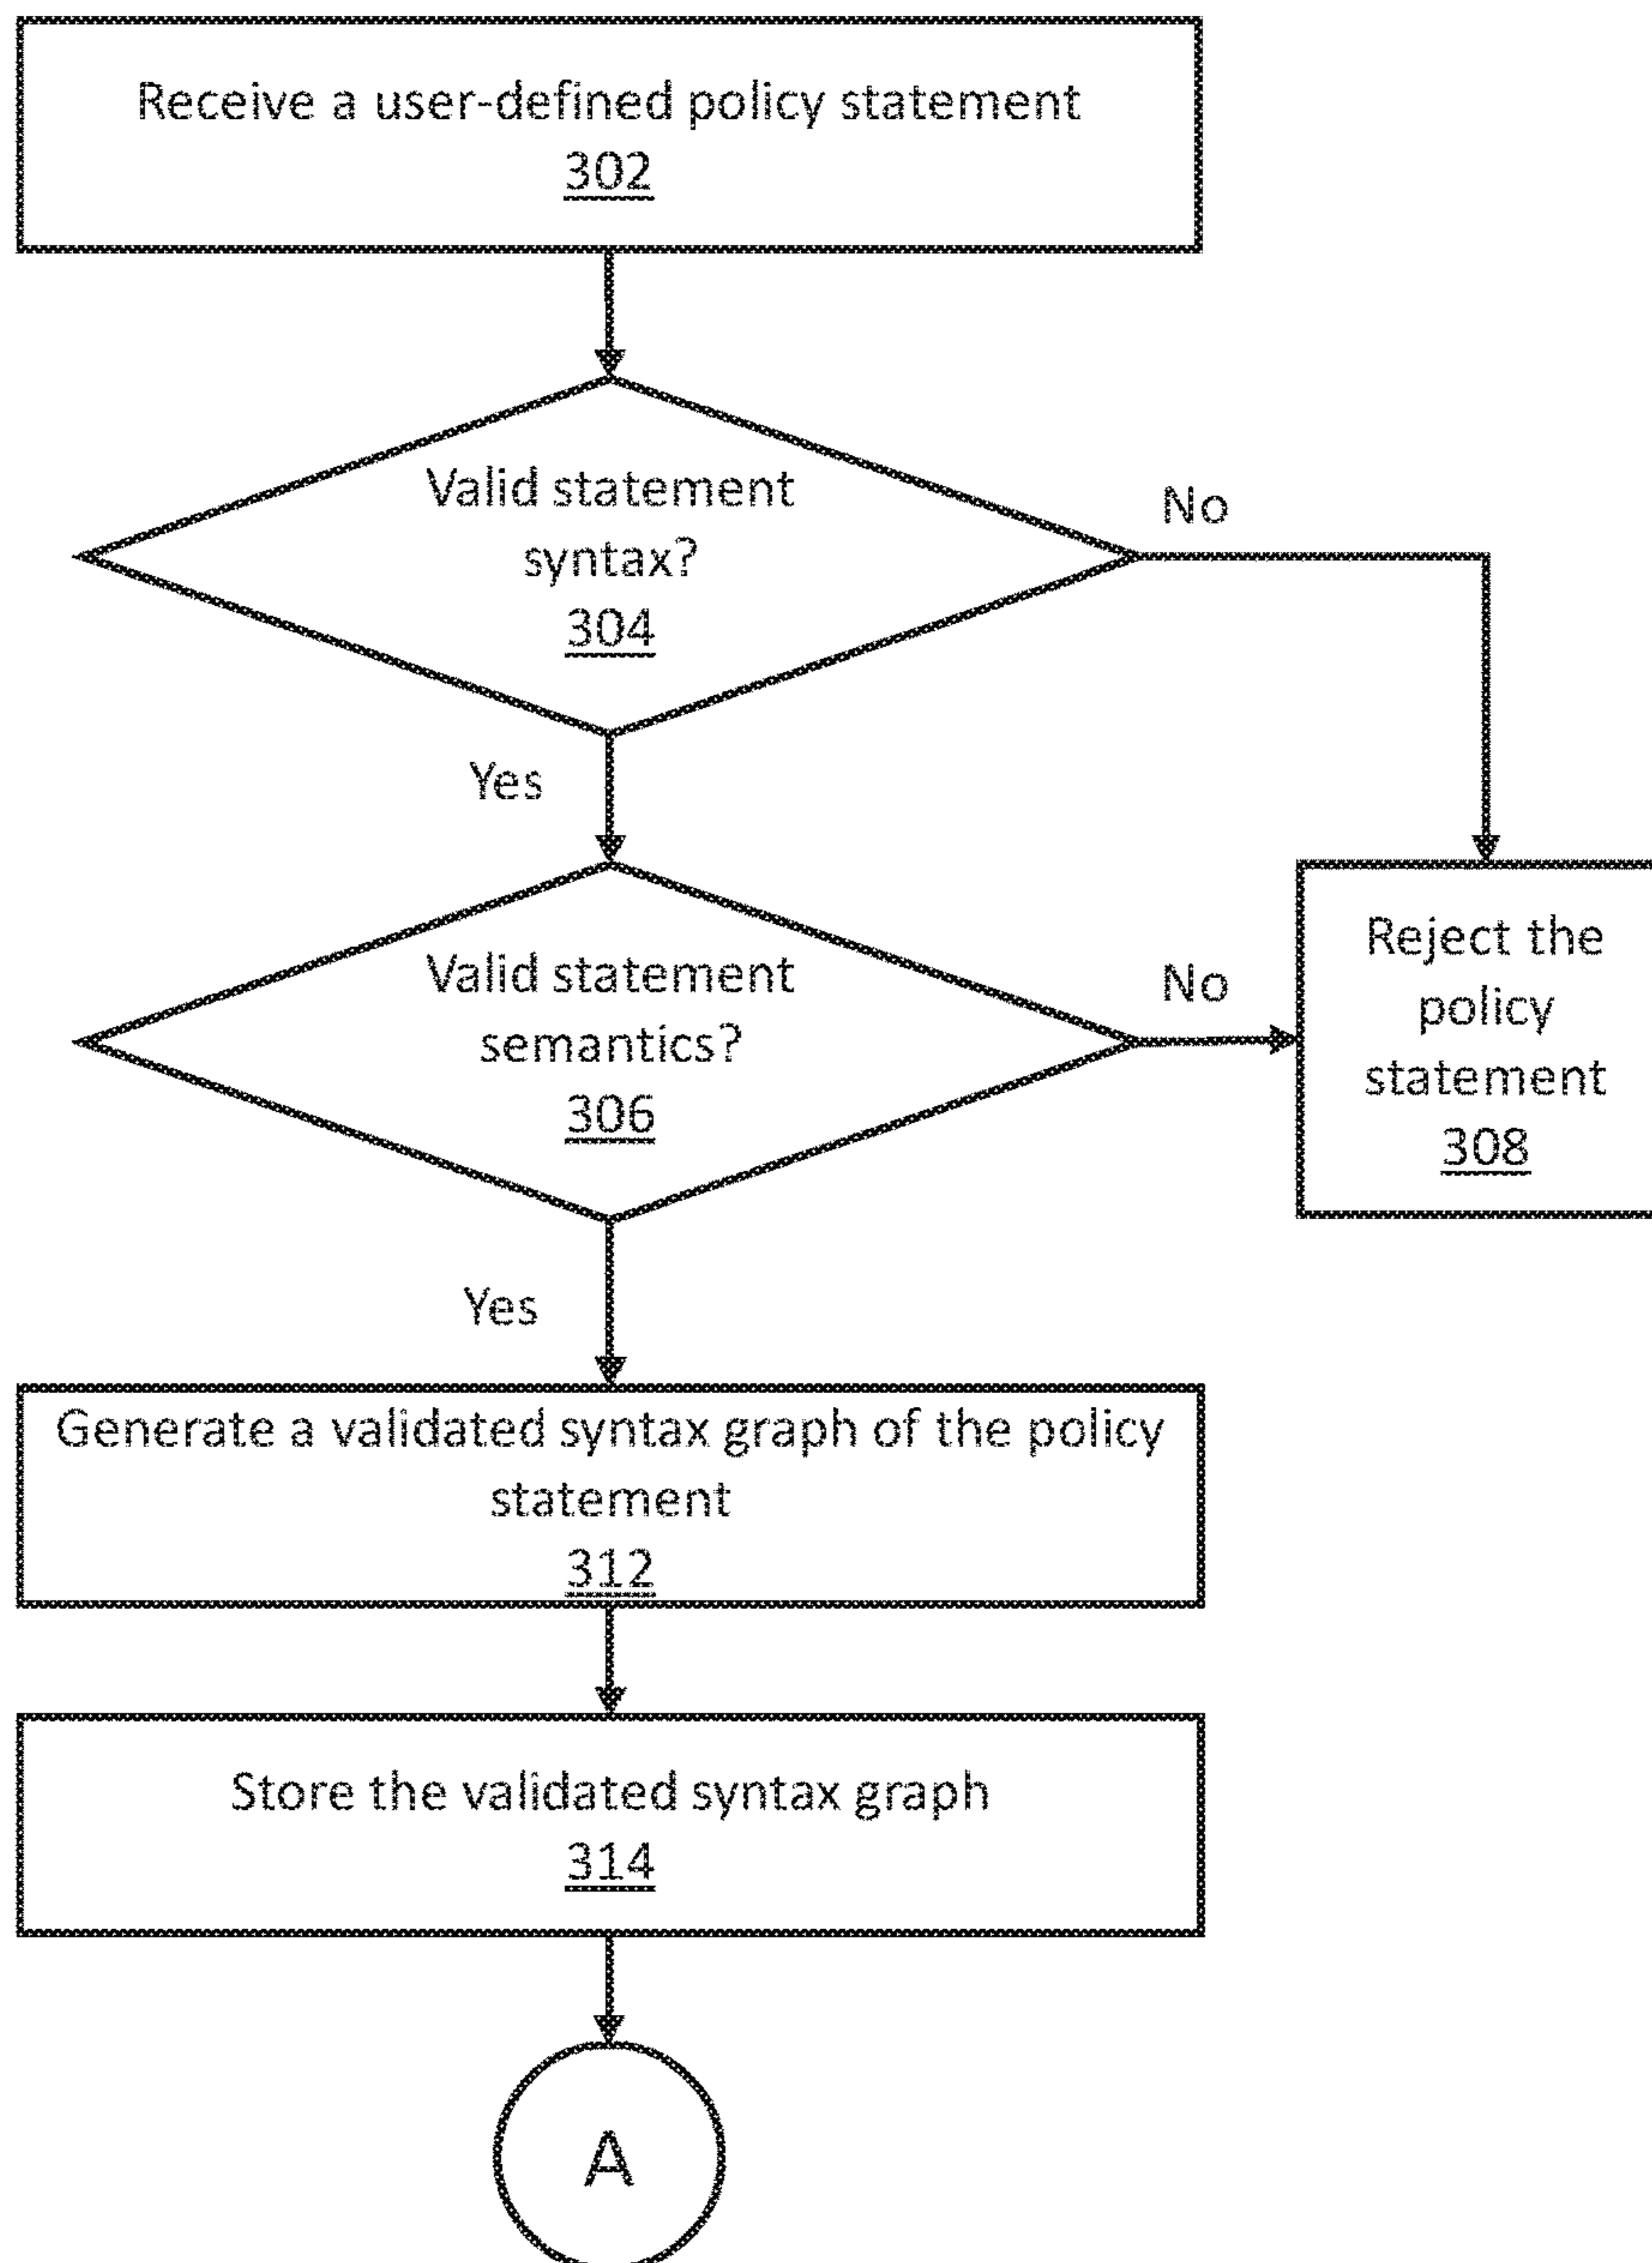 Receive a user-defined policy statement
302
Valid statement
syntax?
304
No
Yes
Valid statement
semantics?
306
No
Reject the
policy
statement
308
Yes
Generate a validated syntax graph of the policy
statement
312
Store the validated syntax graph
314
A